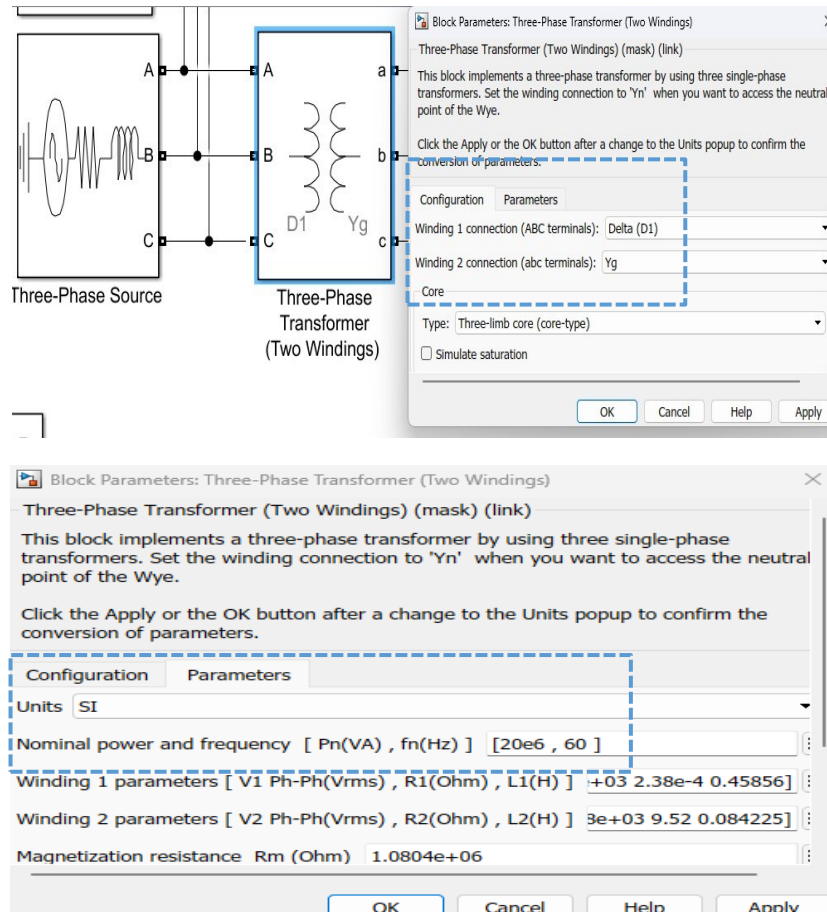 Block Parameters: Three-Phase Transformer (Two Windings)
Three-Phase Transformer (Two Windings) (mask) (link)
This block implements a three-phase transformer by using three single-phase
transformers. Set the winding connection to 'Yn' when you want to access the neutral
point of the Wye.
Click the Apply or the OK button after a change to the Units popup to confirm the
conversion of parameters.
Configuration Parameters
Winding 1 connection (ABC terminals): Delta (D1)
Winding 2 connection (abc terminals): Yg
Core
Type: Three-limb core (core-type)
Simulate saturation
OK Cancel Help Apply
A A a
B B b
C C c
D1 Yg
Three-Phase Source
Three-Phase
Transformer
(Two Windings)
Block Parameters: Three-Phase Transformer (Two Windings)
Three-Phase Transformer (Two Windings) (mask) (link)
This block implements a three-phase transformer by using three single-phase
transformers. Set the winding connection to 'Yn' when you want to access the neutral
point of the Wye.
Click the Apply or the OK button after a change to the Units popup to confirm the
conversion of parameters.
Configuration Parameters
Units SI
Nominal power and frequency [ Pn(VA) , fn(Hz) ] [20e6 , 60 ]
Winding 1 parameters [ V1 Ph-Ph(Vrms) , R1(Ohm) , L1(H) ] +03 2.38e-4 0.45856]
Winding 2 parameters [ V2 Ph-Ph(Vrms) , R2(Ohm) , L2(H) ] 3e+03 9.52 0.084225]
Magnetization resistance Rm (Ohm) 1.0804e+06
OK Cancel Help Apply